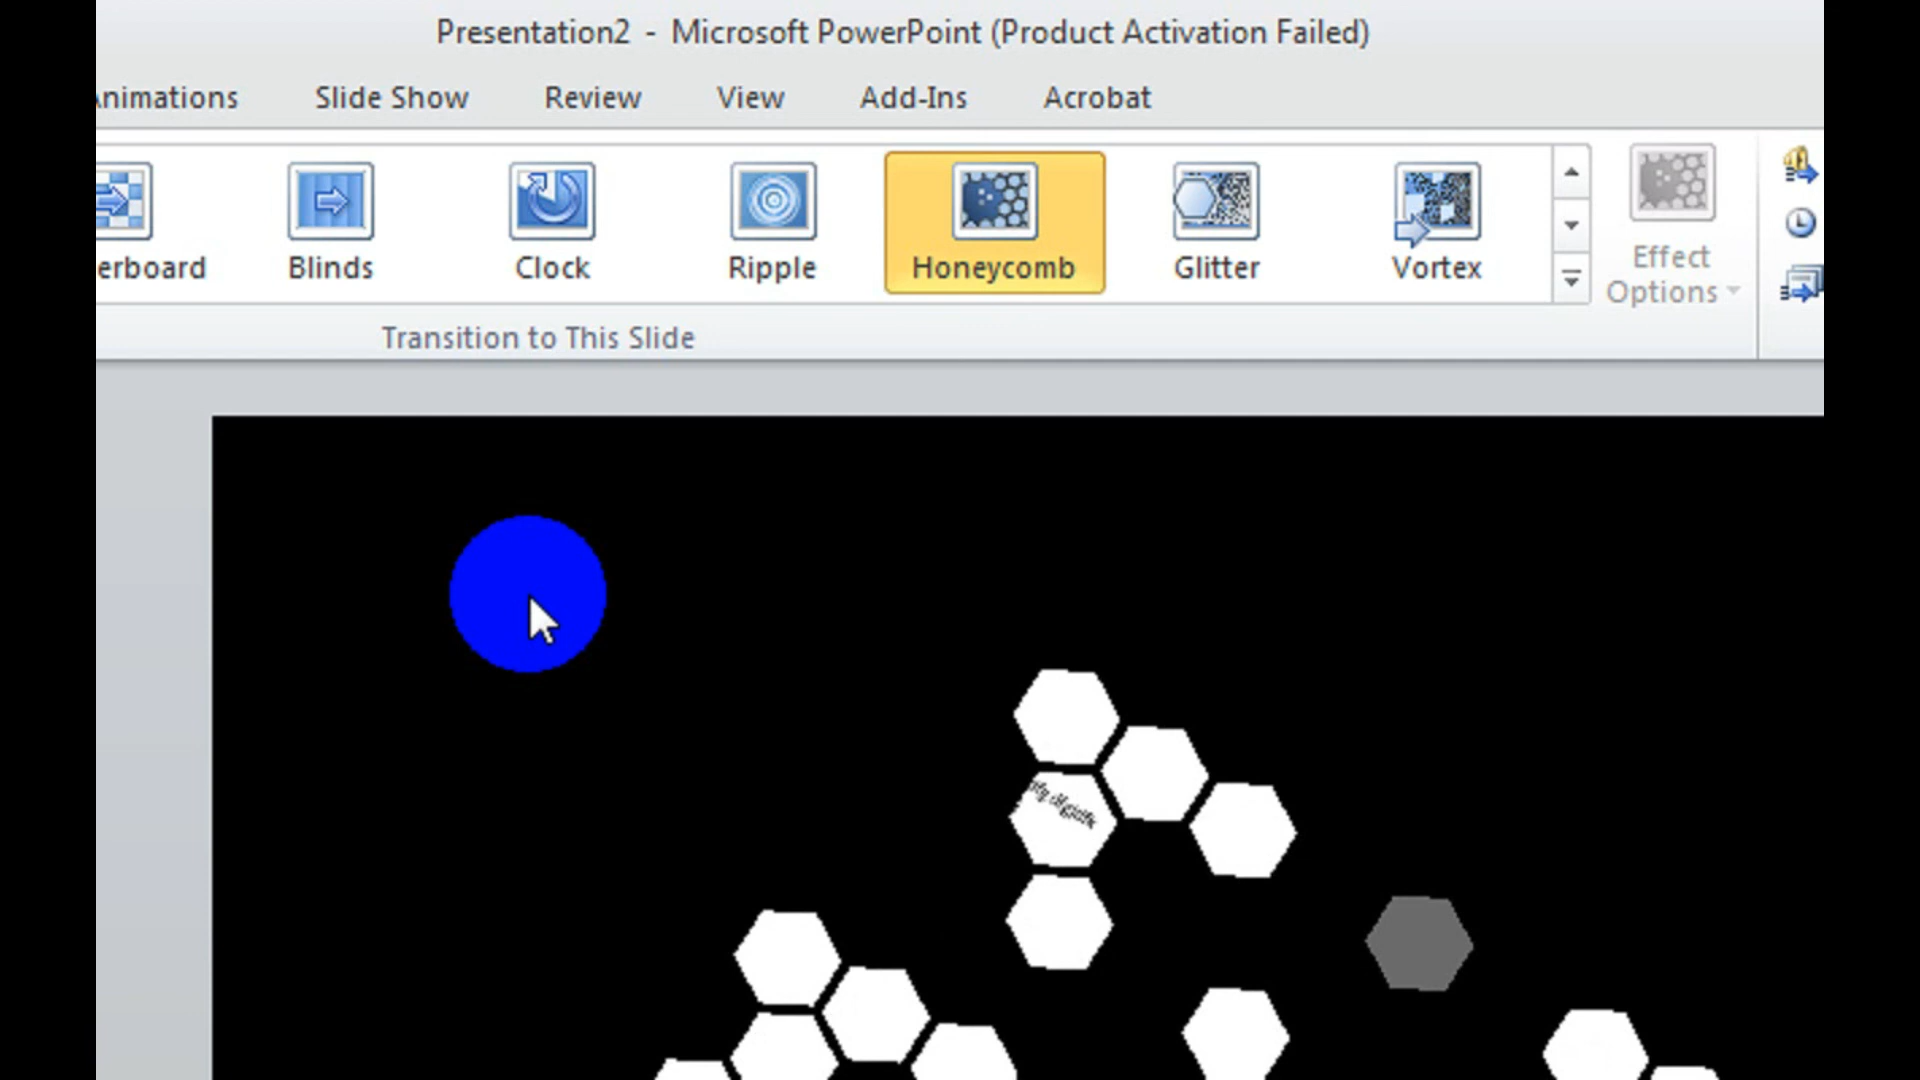 Presentation2 - Microsoft PowerPoint (Product Activation Failed)
nimations Slide Show Review View Add-Ins Acrobat
erboard Blinds Clock Ripple Honeycomb Glitter Vortex
Effect
Options
Transition to This Slide